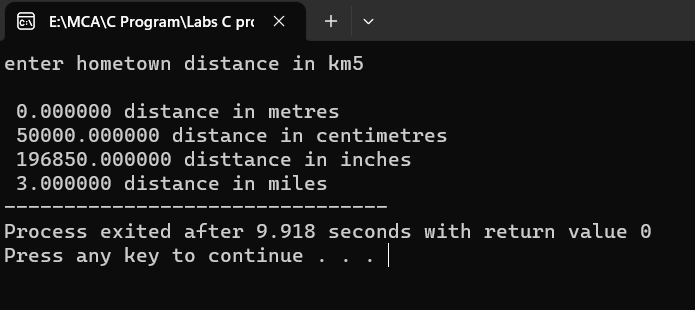 E:\MCA\C Program\Labs C pro
enter hometown distance in km5
0.000000 distance in metres
50000.000000 distance in centimetres
196850.000000 disttance in inches
3.000000 distance in miles
--------------------------------
Process exited after 9.918 seconds with return value 0
Press any key to continue . . .